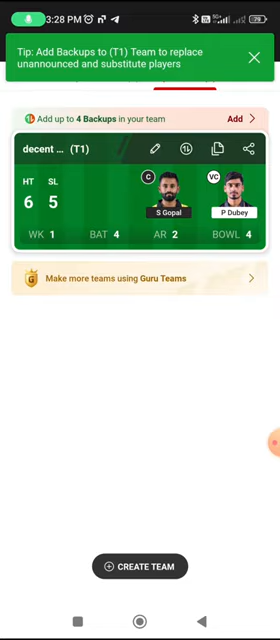 3:28 PM
5G+
79
Tip: Add Backups to (T1) Team to replace
unannounced and substitute players
Add up to 4 Backups in your team
Add
decent ... (T1)
HT SL
6 5
C
VC
S Gopal
P Dubey
WK 1 BAT 4 AR 2 BOWL 4
G
Make more teams using Guru Teams
CREATE TEAM